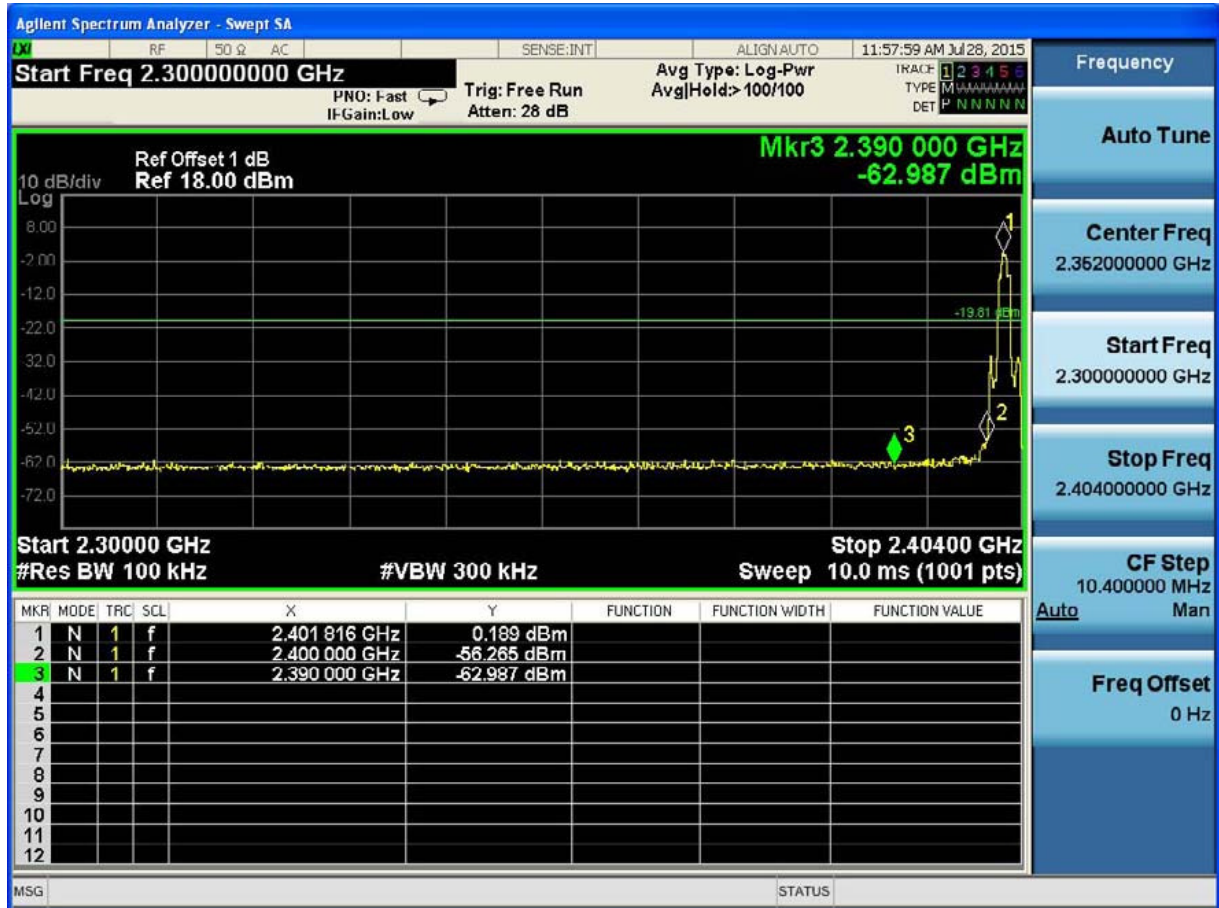 Agilent Spectrum Analyzer - Swept SA
LXI RF 50 Ω AC SENSE:INT ALIGN AUTO 11:57:59 AM Jul 28, 2015
Start Freq 2.300000000 GHz
PNO: Fast
IFGain:Low
Trig: Free Run
Atten: 28 dB
Avg Type: Log-Pwr
Avg|Hold:> 100/100
TRACE 1 2 3 4 5 6
TYPE M
DET P N N N N N
Mkr3 2.390 000 GHz
-62.987 dBm
Ref Offset 1 dB
10 dB/div Ref 18.00 dBm
Log
8.00
-2.00
-12.0
-22.0
-32.0
-42.0
-52.0
-62.0
-72.0
1
-19.81 dBm
2
3
Start 2.30000 GHz Stop 2.40400 GHz
#Res BW 100 kHz #VBW 300 kHz Sweep 10.0 ms (1001 pts)
MKR MODE TRC SCL X Y FUNCTION FUNCTION WIDTH FUNCTION VALUE
1 N 1 f 2.401 816 GHz 0.189 dBm
2 N 1 f 2.400 000 GHz -56.265 dBm
3 N 1 f 2.390 000 GHz -62.987 dBm
4
5
6
7
8
9
10
11
12
MSG STATUS
Frequency
Auto Tune
Center Freq
2.352000000 GHz
Start Freq
2.300000000 GHz
Stop Freq
2.404000000 GHz
CF Step
10.400000 MHz
Auto Man
Freq Offset
0 Hz